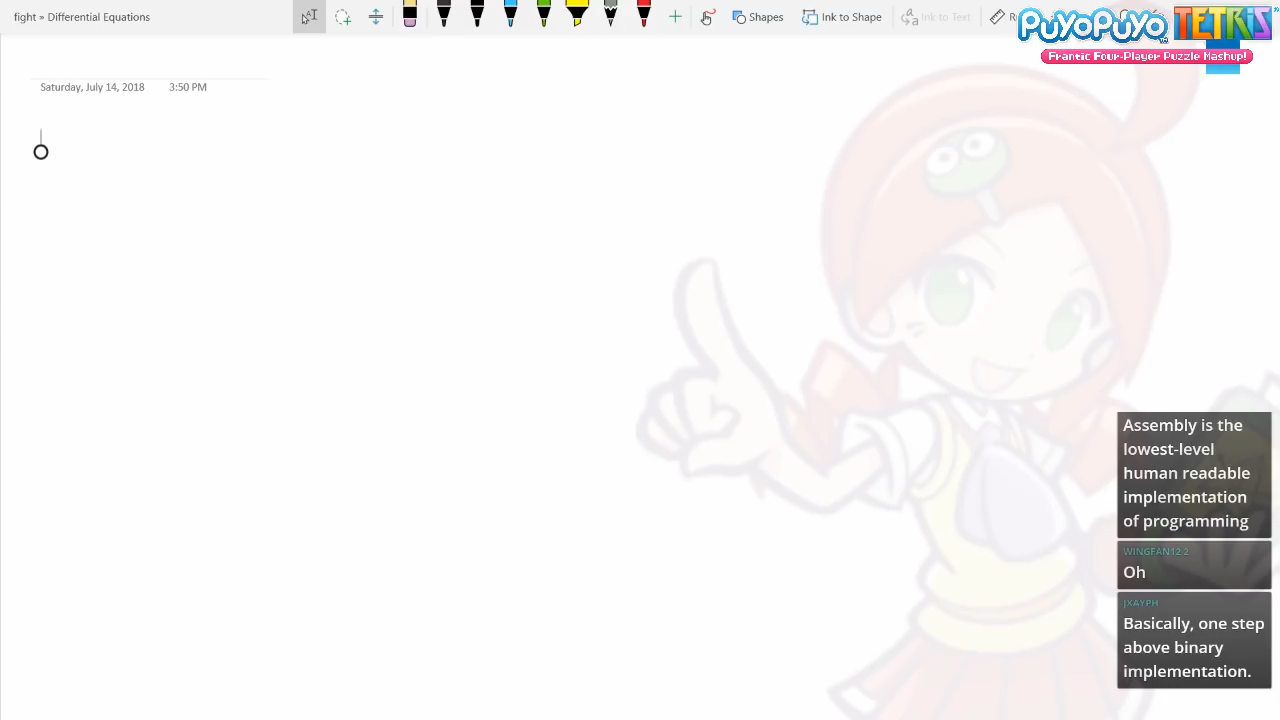 fight » Differential Equations
Shapes
Ink to Shape
Ink to Text
PuyoPuyo TETRIS
Frantic Four-Player Puzzle Mashup!
Saturday, July 14, 2018 3:50 PM
Assembly is the
lowest-level
human readable
implementation
of programming
WINGFAN12 2
Oh
JXAYPH
Basically, one step
above binary
implementation.